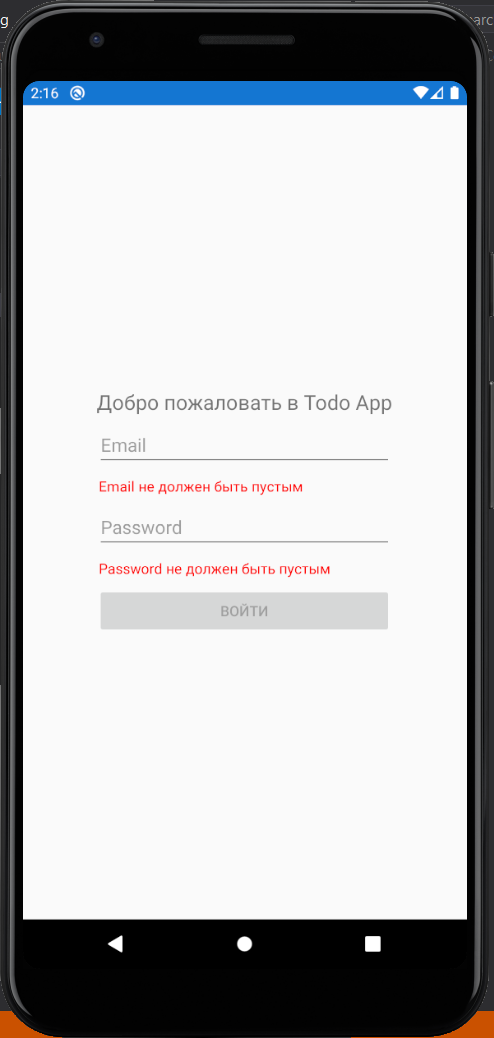 g
arc
2:16
Добро пожаловать в Todo App
Email
Email не должен быть пустым
Password
Password не должен быть пустым
ВОЙТИ